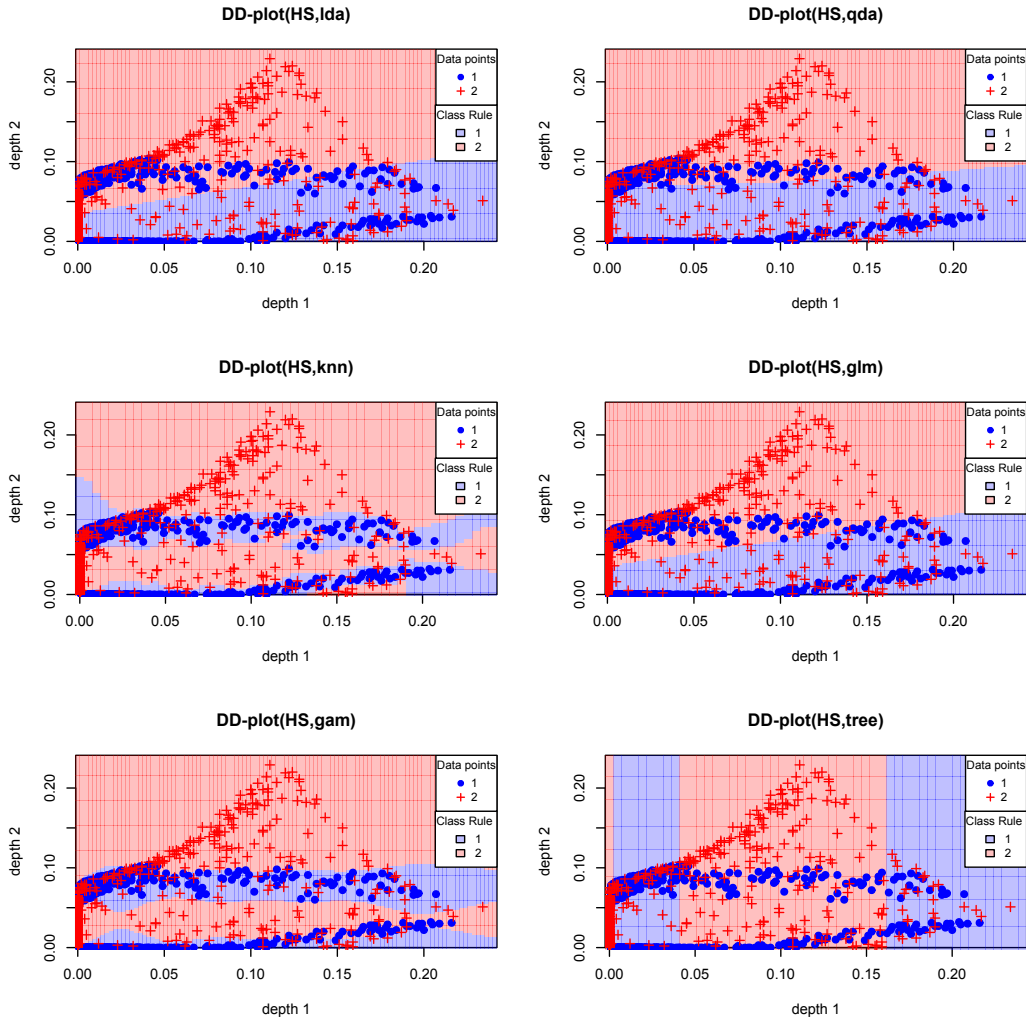 DD-plot(HS,lda)
depth 2
0.00 0.10 0.20
0.00 0.05 0.10 0.15 0.20
depth 1
Data points
1
2
Class Rule
1
2
DD-plot(HS,qda)
depth 2
0.00 0.10 0.20
0.00 0.05 0.10 0.15 0.20
depth 1
Data points
1
2
Class Rule
1
2
DD-plot(HS,knn)
depth 2
0.00 0.10 0.20
0.00 0.05 0.10 0.15 0.20
depth 1
Data points
1
2
Class Rule
1
2
DD-plot(HS,glm)
depth 2
0.00 0.10 0.20
0.00 0.05 0.10 0.15 0.20
depth 1
Data points
1
2
Class Rule
1
2
DD-plot(HS,gam)
depth 2
0.00 0.10 0.20
0.00 0.05 0.10 0.15 0.20
depth 1
Data points
1
2
Class Rule
1
2
DD-plot(HS,tree)
depth 2
0.00 0.10 0.20
0.00 0.05 0.10 0.15 0.20
depth 1
Data points
1
2
Class Rule
1
2